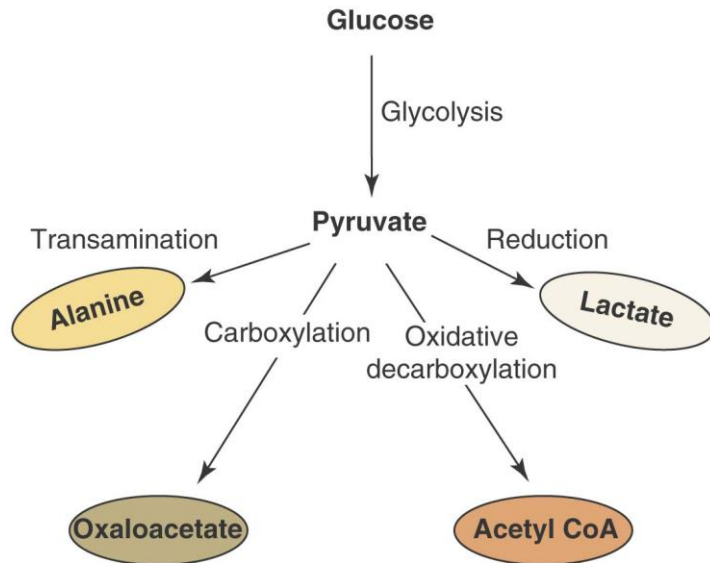 Glucose
Glycolysis
Pyruvate
Transamination
Reduction
Alanine
Lactate
Carboxylation
Oxidative
decarboxylation
Oxaloacetate
Acetyl CoA